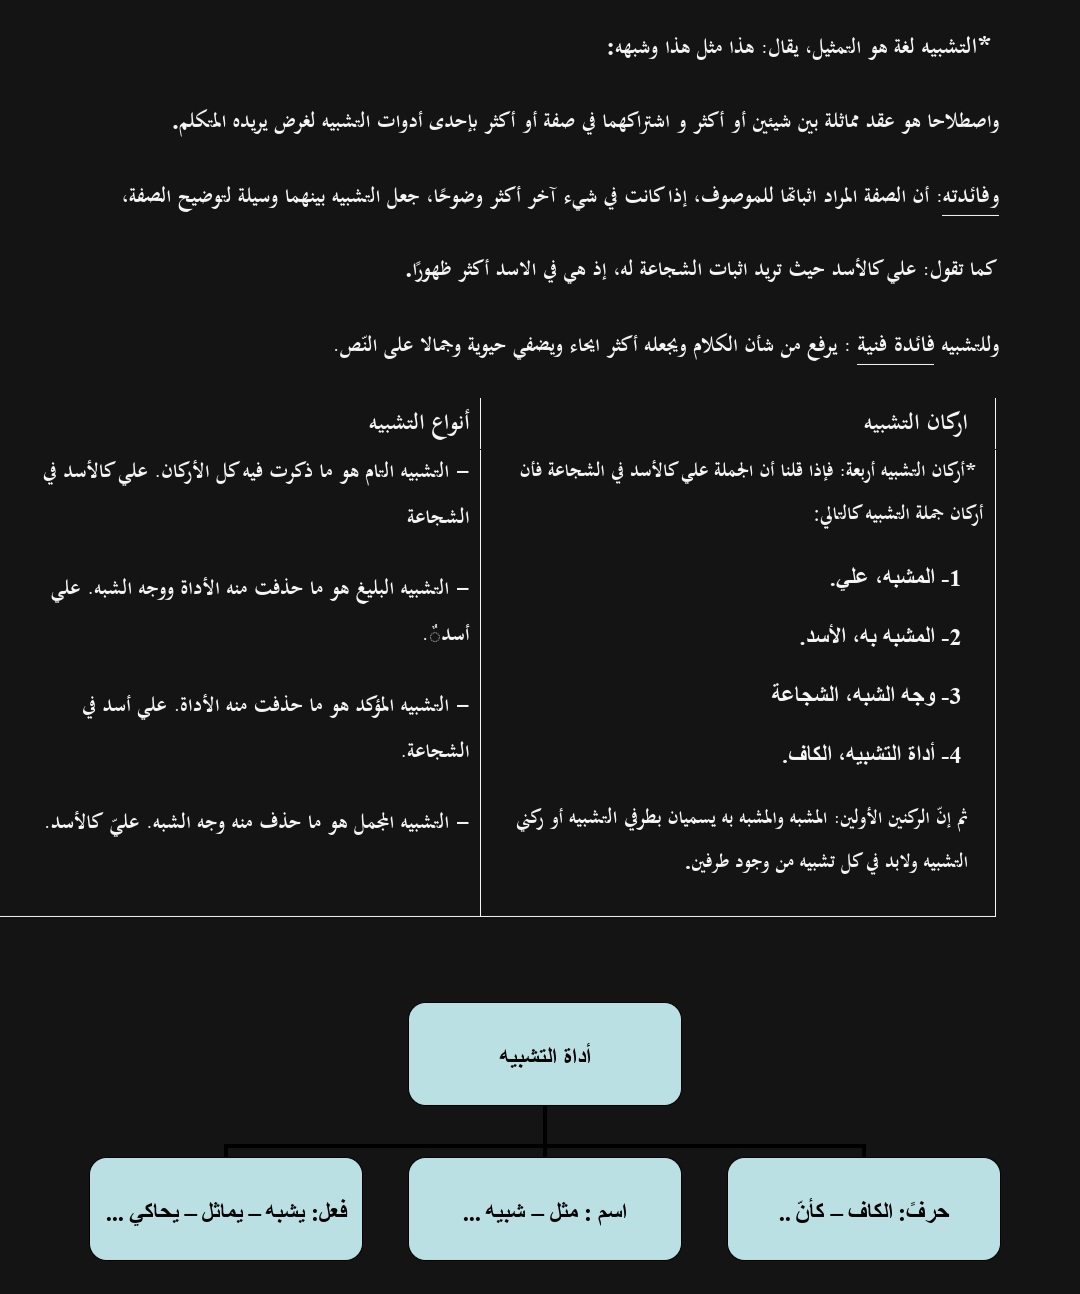 *التشبيه لغة هو التمثيل، يقال: هذا مثل هذا وشبهه:
واصطلاحا هو عقد مماثلة بين شيئين أو أكثر و اشتراكهما في صفة أو أكثر بإحدى أدوات التشبيه لغرض يريده المتكلم.
وفائدته: أن الصفة المراد اثباتها للموصوف، إذا كانت في شيء آخر أكثر وضوحًا، جعل التشبيه بينهما وسيلة لتوضيح الصفة،
كما تقول: علي كالأسد حيث تريد اثبات الشجاعة له، إذ هي في الاسد أكثر ظهورًا.
وللتشبيه فائدة فنية : يرفع من شأن الكلام ويجعله أكثر ايحاء ويضفي حيوية وجمالا على النّص.
اركان التشبيه
*أركان التشبيه أربعة: فإذا قلنا أن الجملة علي كالأسد في الشجاعة فأن
أركان جملة التشبيه كالتالي:
1- المشبه، علي.
2- المشبه به، الأسد.
3- وجه الشبه، الشجاعة
4- أداة التشبيه، الكاف.
ثم إنّ الركنين الأولين: المشبه والمشبه به يسميان بطرفي التشبيه أو ركني
التشبيه ولابد في كل تشبيه من وجود طرفين.
أنواع التشبيه
– التشبيه التام هو ما ذكرت فيه كل الأركان. علي كالأسد في
الشجاعة
– التشبيه البليغ هو ما حذفت منه الأداة ووجه الشبه. علي
أسدٌ.
– التشبيه المؤكد هو ما حذفت منه الأداة. علي أسد في
الشجاعة.
– التشبيه المجمل هو ما حذف منه وجه الشبه. عليّ كالأسد.
أداة التشبيه
حرفً: الكاف – كأنّ ..
اسم : مثل – شبيه ...
فعل: يشبه – يماثل – يحاكي ...